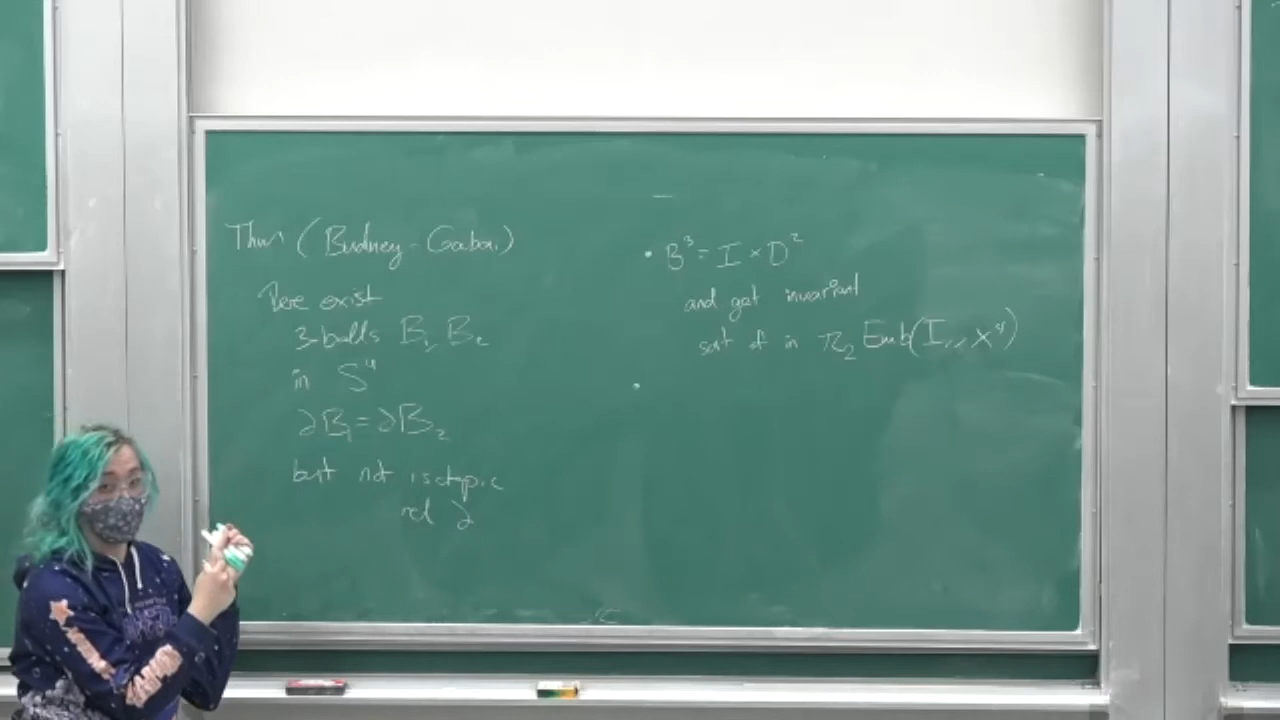 Thm (Budney-Gabai)
There exist
3-balls B₁, B₂
in S⁴
∂B₁ = ∂B₂
but not isotopic
rel ∂
• B³ = I × D²
and get invariant
sort of in π₂ Emb(I, X⁴)
•